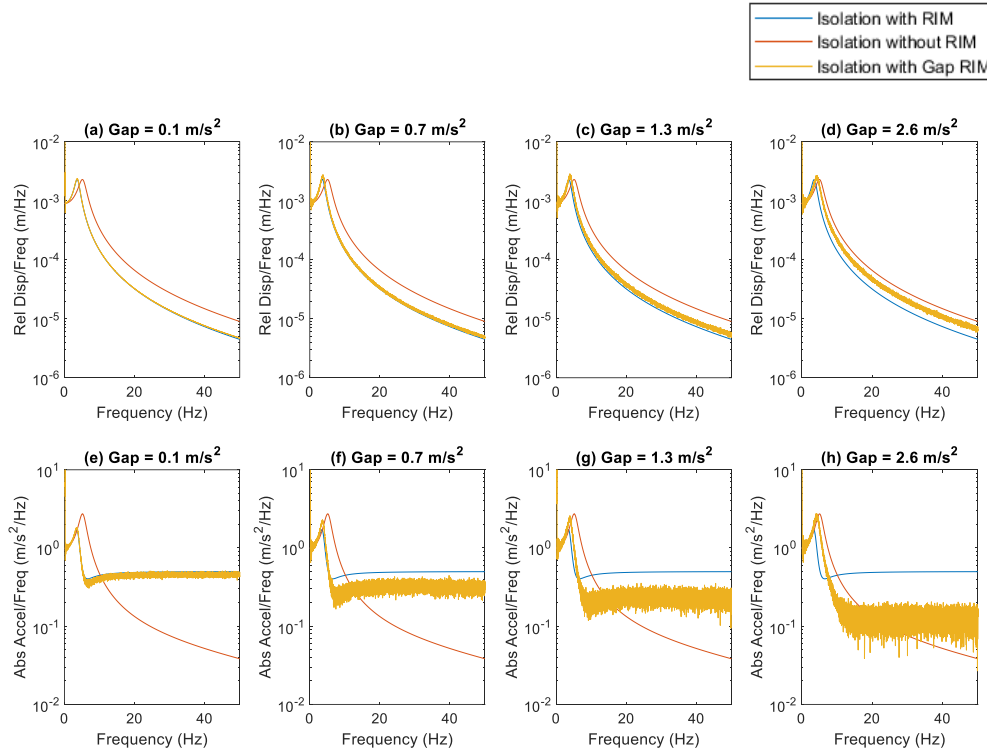 Isolation with RIM
Isolation without RIM
Isolation with Gap RIM
(a) Gap = 0.1 m/s²
(b) Gap = 0.7 m/s²
(c) Gap = 1.3 m/s²
(d) Gap = 2.6 m/s²
Rel Disp/Freq (m/Hz)
10⁻²
10⁻³
10⁻⁴
10⁻⁵
10⁻⁶
0 20 40
Frequency (Hz)
Rel Disp/Freq (m/Hz)
10⁻²
10⁻³
10⁻⁴
10⁻⁵
10⁻⁶
0 20 40
Frequency (Hz)
Rel Disp/Freq (m/Hz)
10⁻²
10⁻³
10⁻⁴
10⁻⁵
10⁻⁶
0 20 40
Frequency (Hz)
Rel Disp/Freq (m/Hz)
10⁻²
10⁻³
10⁻⁴
10⁻⁵
10⁻⁶
0 20 40
Frequency (Hz)
(e) Gap = 0.1 m/s²
(f) Gap = 0.7 m/s²
(g) Gap = 1.3 m/s²
(h) Gap = 2.6 m/s²
Abs Accel/Freq (m/s²/Hz)
10¹
10⁰
10⁻¹
10⁻²
0 20 40
Frequency (Hz)
Abs Accel/Freq (m/s²/Hz)
10¹
10⁰
10⁻¹
10⁻²
0 20 40
Frequency (Hz)
Abs Accel/Freq (m/s²/Hz)
10¹
10⁰
10⁻¹
10⁻²
0 20 40
Frequency (Hz)
Abs Accel/Freq (m/s²/Hz)
10¹
10⁰
10⁻¹
10⁻²
0 20 40
Frequency (Hz)